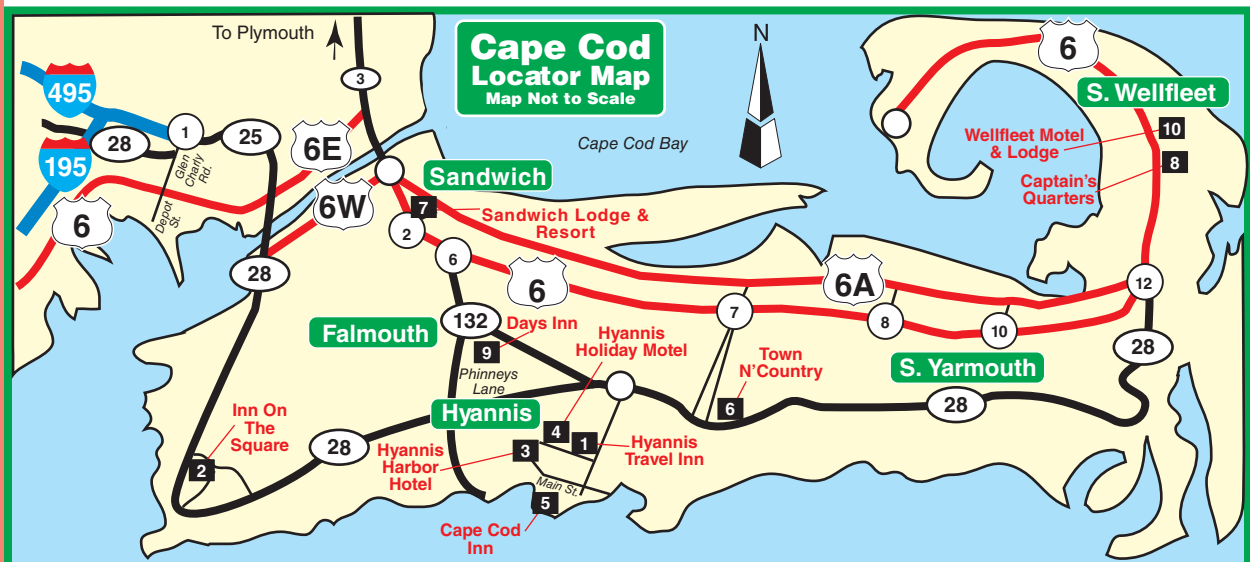 To Plymouth
Cape Cod
Locator Map
Map Not to Scale
N
6
495
3
S. Wellfleet
28
1
25
6E
Cape Cod Bay
Wellfleet Motel
& Lodge
10
195
Glen
Charly
Rd.
Sandwich
8
Captain's
Quarters
6
Depot
St.
6W
7
Sandwich Lodge &
Resort
2
6
28
6
6A
12
7
8
10
132
Days Inn
Falmouth
9
Hyannis
Holiday Motel
28
Phinneys
Lane
Town
N'Country
S. Yarmouth
6
28
Inn On
The
Square
Hyannis
4
1
Hyannis
Travel Inn
28
Hyannis
Harbor
Hotel
3
2
Main St.
5
Cape Cod
Inn